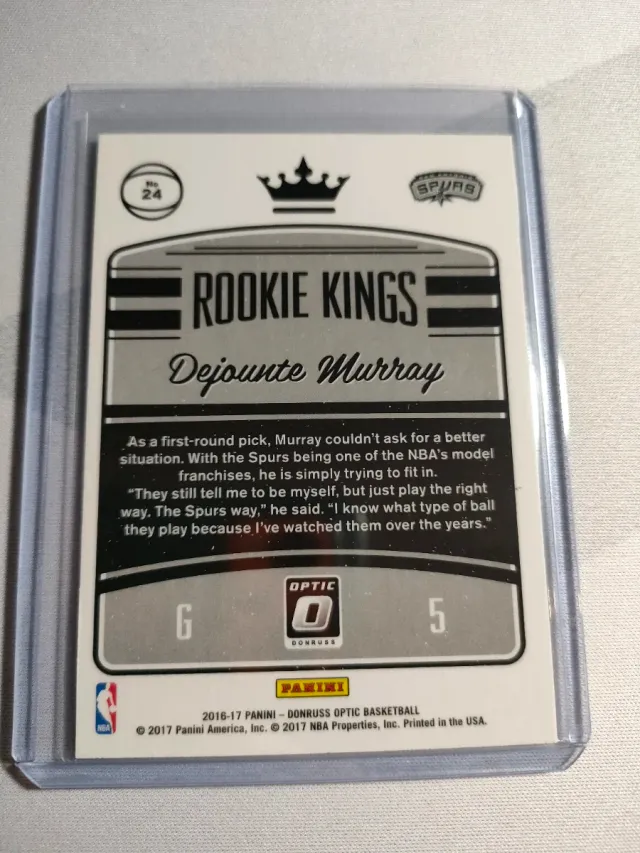 No
24
SAN ANTONIO
SPURS
ROOKIE KINGS
Dejounte Murray
As a first-round pick, Murray couldn't ask for a better
situation. With the Spurs being one of the NBA's model
franchises, he is simply trying to fit in.
"They still tell me to be myself, but just play the right
way. The Spurs way," he said. "I know what type of ball
they play because I've watched them over the years."
G
OPTIC
O
DONRUSS
5
PANINI
NBA
2016-17 PANINI – DONRUSS OPTIC BASKETBALL
© 2017 Panini America, Inc. © 2017 NBA Properties, Inc. Printed in the USA.